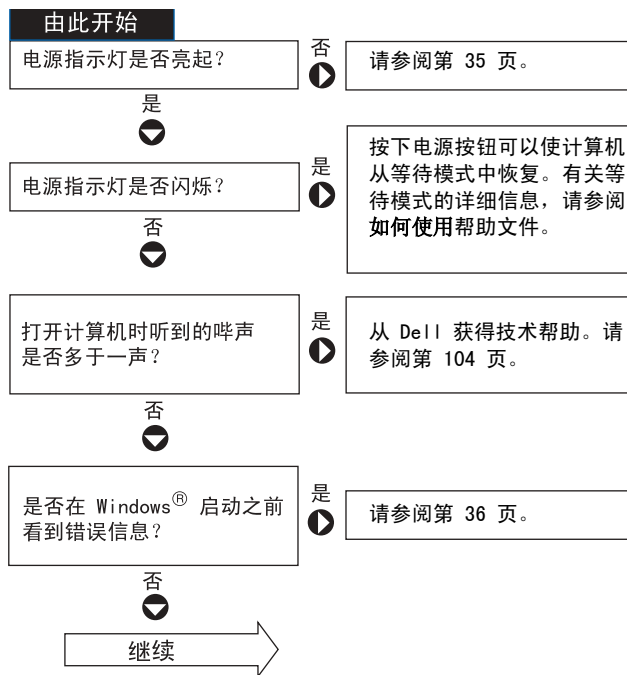 由此开始
电源指示灯是否亮起？
否
请参阅第 35 页。
是
电源指示灯是否闪烁？
是
按下电源按钮可以使计算机
从等待模式中恢复。有关等
待模式的详细信息，请参阅
如何使用帮助文件。
否
打开计算机时听到的哔声
是否多于一声？
是
从 Dell 获得技术帮助。请
参阅第 104 页。
否
是否在 Windows® 启动之前
看到错误信息？
是
请参阅第 36 页。
否
继续